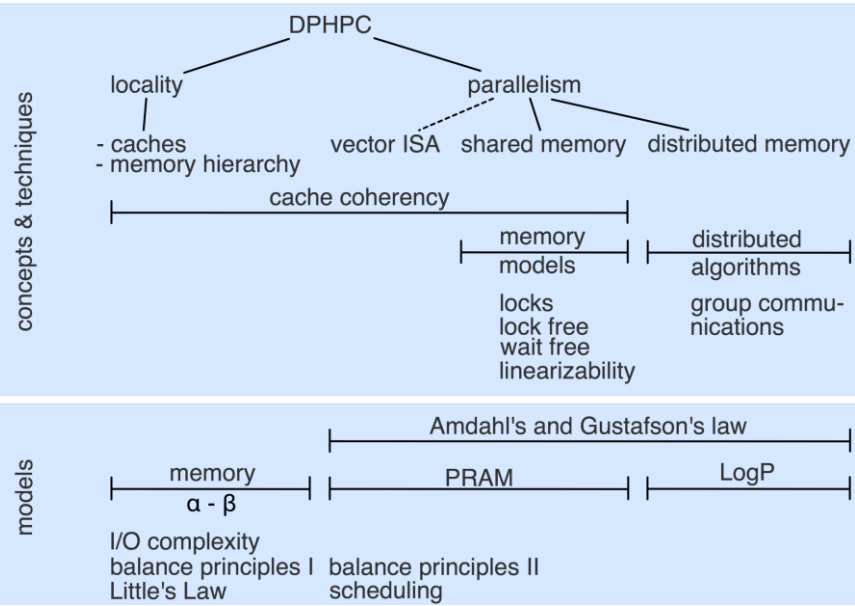 DPHPC
locality
parallelism
- caches
- memory hierarchy
vector ISA
shared memory
distributed memory
cache coherency
memory
models
distributed
algorithms
locks
lock free
wait free
linearizability
group commu-
nications
concepts & techniques
Amdahl's and Gustafson's law
memory
α - β
PRAM
LogP
I/O complexity
balance principles I
Little's Law
balance principles II
scheduling
models